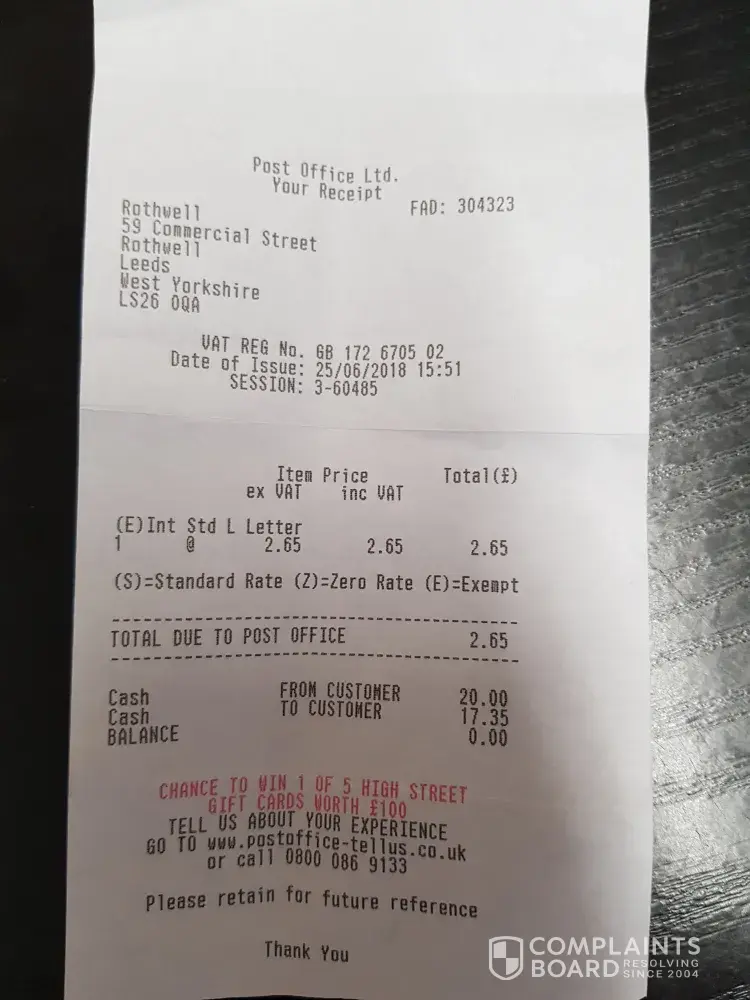 Post Office Ltd.
Your Receipt
FAD: 304323
Rothwell
59 Commercial Street
Rothwell
Leeds
West Yorkshire
LS26 0QA
VAT REG No. GB 172 6705 02
Date of Issue: 25/06/2018 15:51
SESSION: 3-60485
Item Price Total(£)
ex VAT inc VAT
(E)Int Std L Letter
1 @ 2.65 2.65 2.65
(S)=Standard Rate (Z)=Zero Rate (E)=Exempt
TOTAL DUE TO POST OFFICE 2.65
Cash FROM CUSTOMER 20.00
Cash TO CUSTOMER 17.35
BALANCE 0.00
CHANCE TO WIN 1 OF 5 HIGH STREET
GIFT CARDS WORTH £100
TELL US ABOUT YOUR EXPERIENCE
GO TO www.postoffice-tellus.co.uk
or call 0800 086 9133
Please retain for future reference
Thank You
COMPLAINTS
BOARD RESOLVING
SINCE 2004